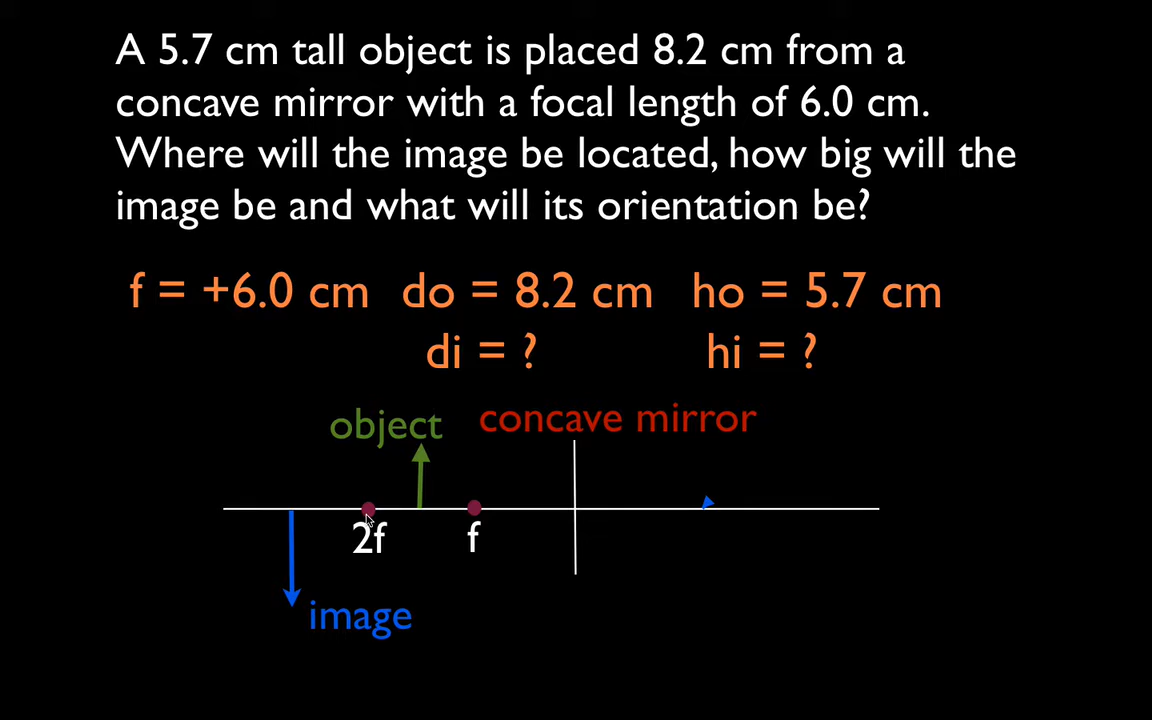 A 5.7 cm tall object is placed 8.2 cm from a
concave mirror with a focal length of 6.0 cm.
Where will the image be located, how big will the
image be and what will its orientation be?
f = +6.0 cm do = 8.2 cm ho = 5.7 cm
di = ? hi = ?
object concave mirror
2f f
image